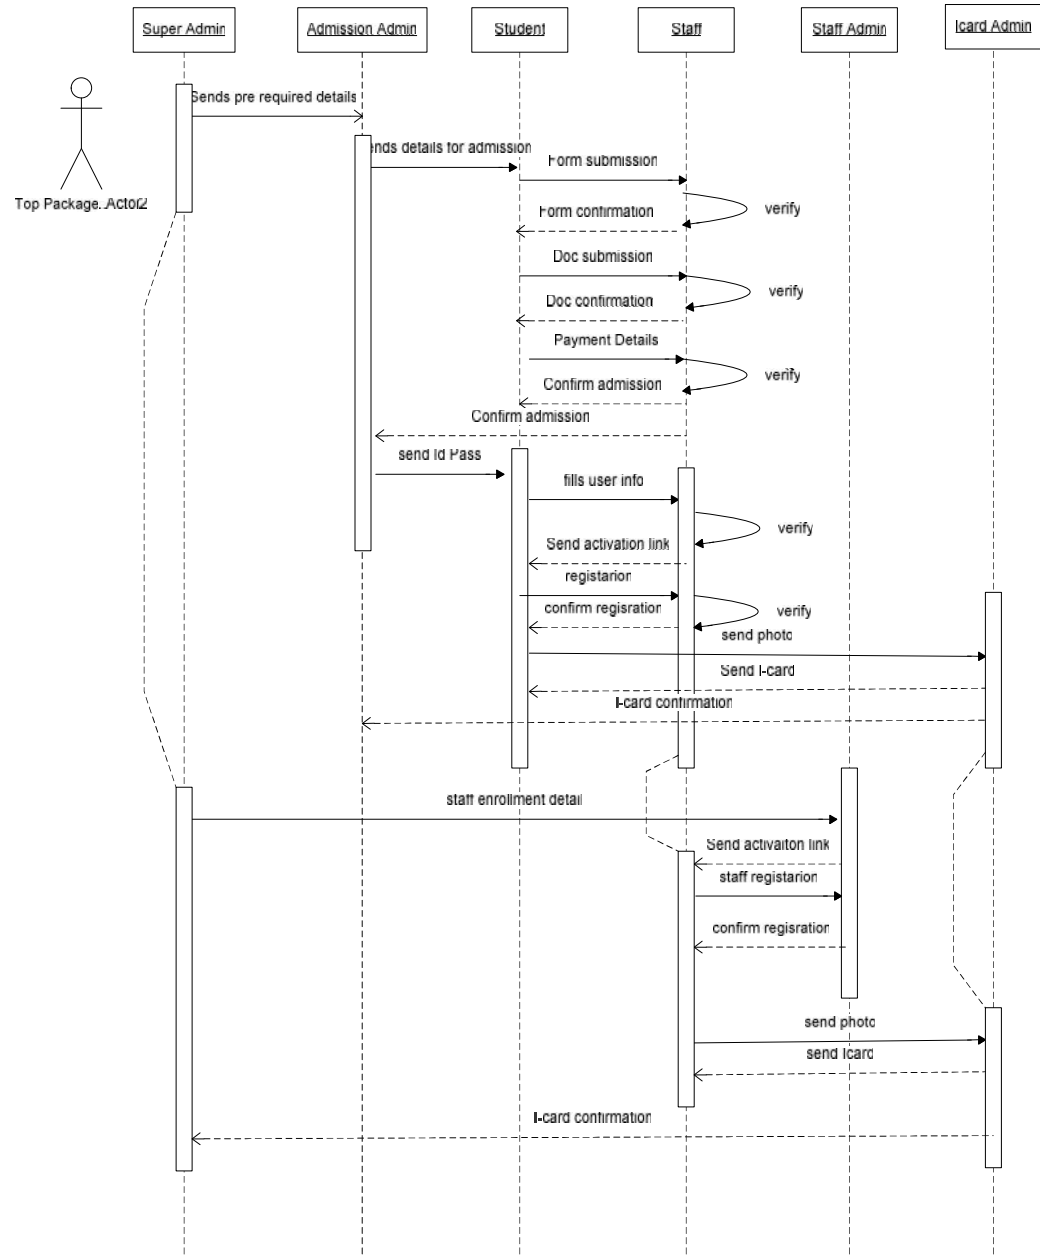 Super Admin
Admission Admin
Student
Staff
Staff Admin
Icard Admin
Sends pre required details
ends details for admission
Form submission
Top Package::Actor2
Form confirmation
verify
Doc submission
verify
Doc confirmation
Payment Details
verify
Confirm admission
Confirm admission
send Id Pass
fills user info
verify
Send activation link
registarion
confirm regisration
verify
send photo
Send I-card
I-card confirmation
staff enrollment detail
Send activaiton link
staff registarion
confirm regisration
send photo
send Icard
I-card confirmation